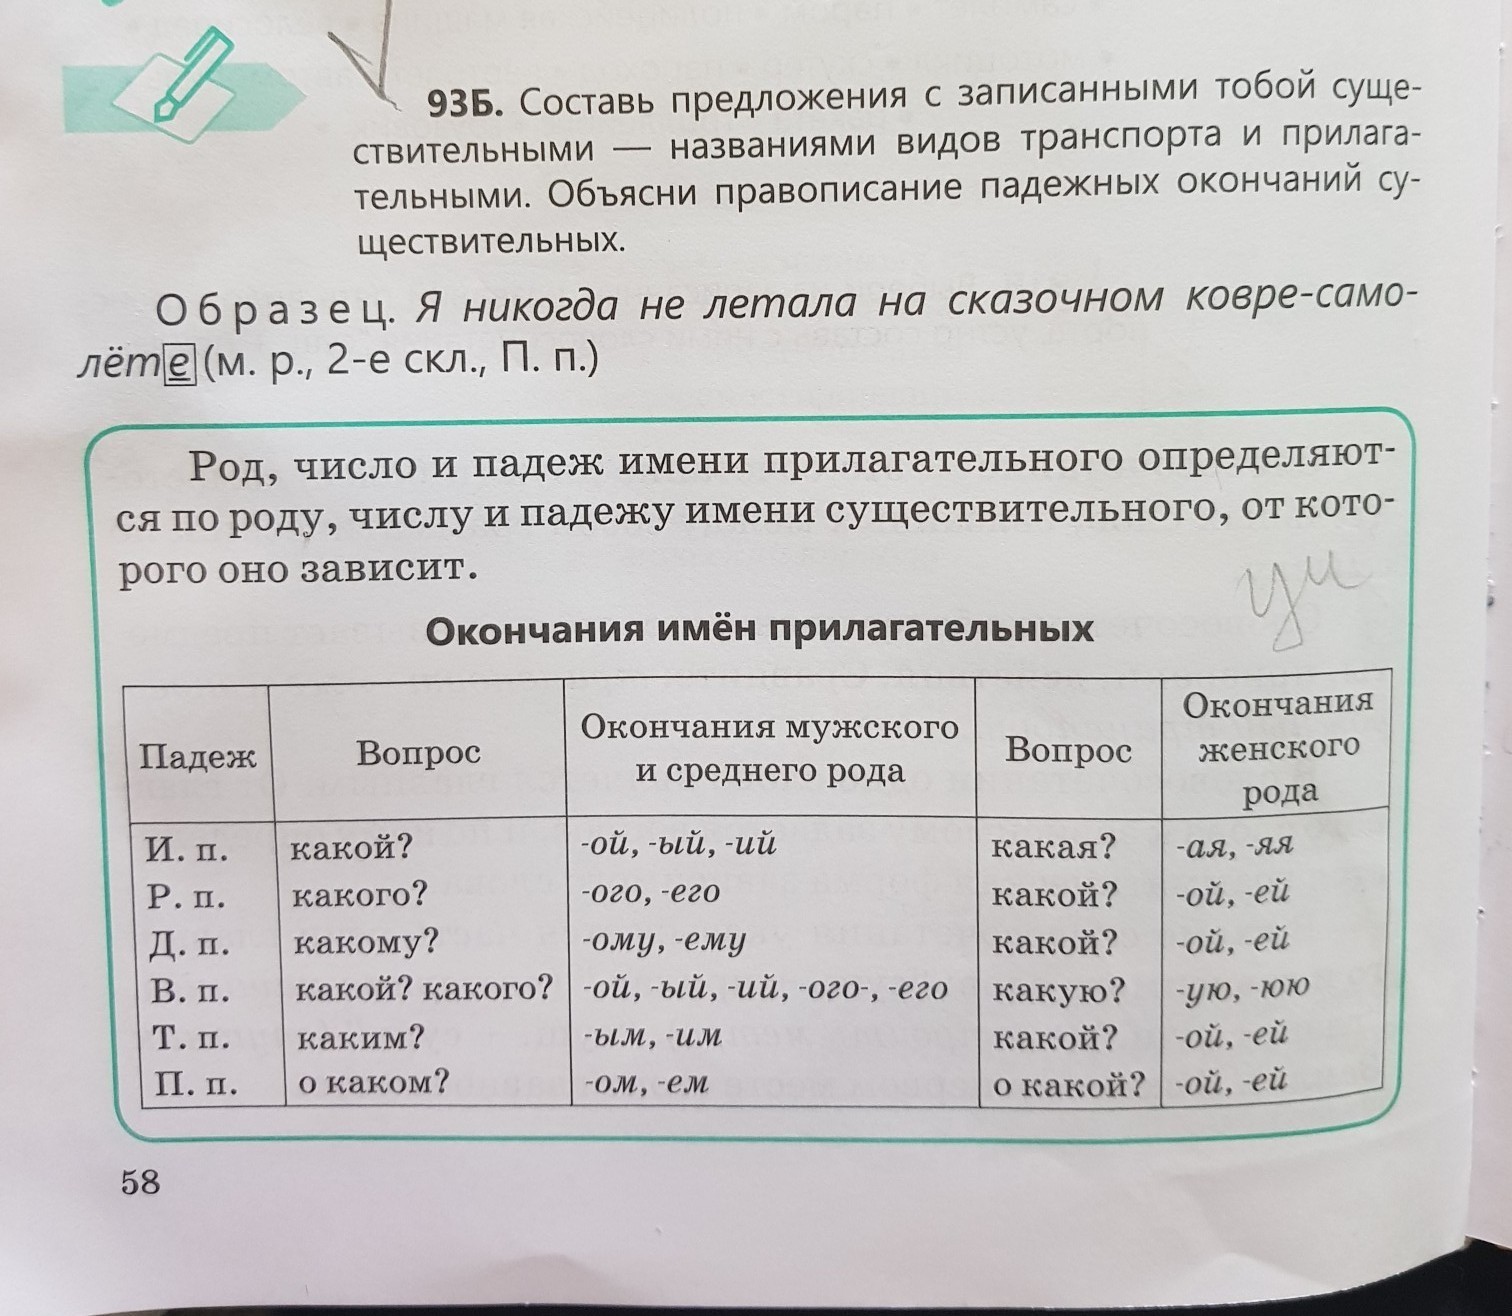 93Б. Составь предложения с записанными тобой суще-
ствительными — названиями видов транспорта и прилага-
тельными. Объясни правописание падежных окончаний су-
ществительных.
Образец. Я никогда не летала на сказочном ковре-само-
лёте (м. р., 2-е скл., П. п.)
Род, число и падеж имени прилагательного определяют-
ся по роду, числу и падежу имени существительного, от кото-
рого оно зависит.
уч
Окончания имён прилагательных
Падеж Вопрос Окончания мужского и среднего рода Вопрос Окончания женского рода
И. п. какой? -ой, -ый, -ий какая? -ая, -яя
Р. п. какого? -ого, -его какой? -ой, -ей
Д. п. какому? -ому, -ему какой? -ой, -ей
В. п. какой? какого? -ой, -ый, -ий, -ого-, -его какую? -ую, -юю
Т. п. каким? -ым, -им какой? -ой, -ей
П. п. о каком? -ом, -ем о какой? -ой, -ей
58